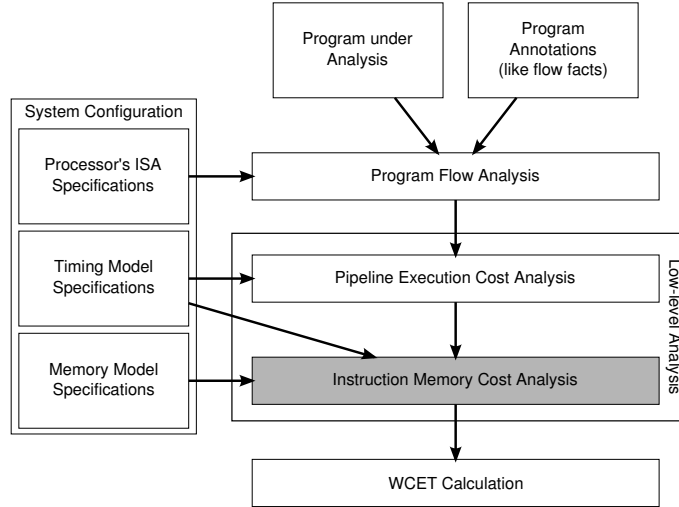 Program under
Analysis
Program
Annotations
(like flow facts)
System Configuration
Processor's ISA
Specifications
Program Flow Analysis
Timing Model
Specifications
Pipeline Execution Cost Analysis
Low-level Analysis
Memory Model
Specifications
Instruction Memory Cost Analysis
WCET Calculation